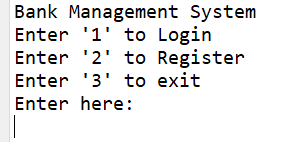 Bank Management System
Enter '1' to Login
Enter '2' to Register
Enter '3' to exit
Enter here: